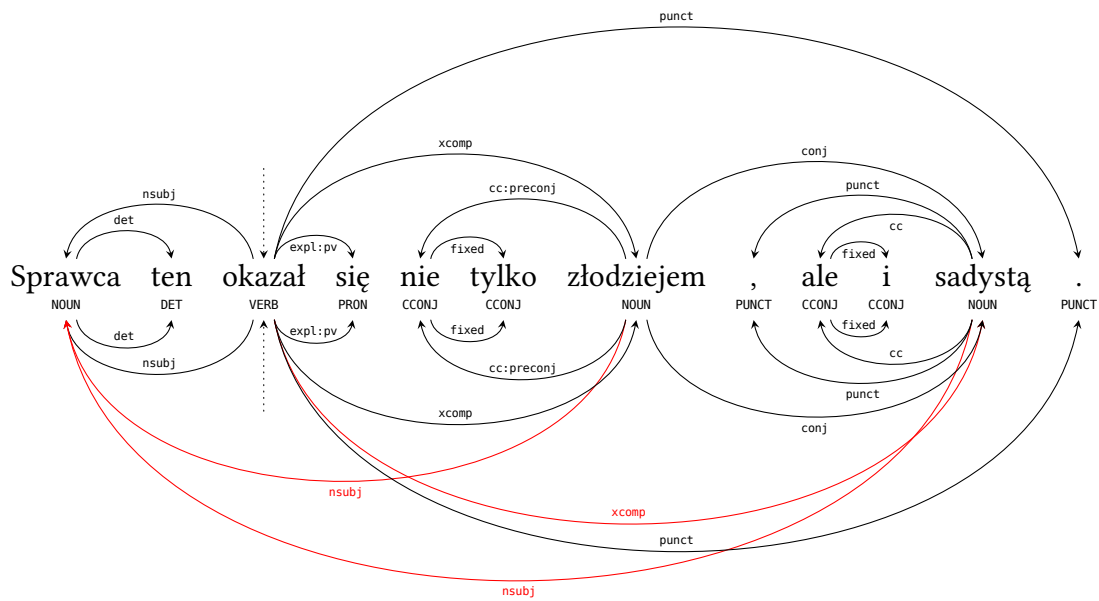 punct
xcomp conj
nsubj cc:preconj punct
det expl:pv fixed cc fixed
Sprawca ten okazał się nie tylko złodziejem , ale i sadystą .
NOUN DET VERB PRON CCONJ CCONJ NOUN PUNCT CCONJ CCONJ NOUN PUNCT
det expl:pv fixed fixed cc
nsubj cc:preconj punct
xcomp conj
nsubj xcomp
punct
nsubj